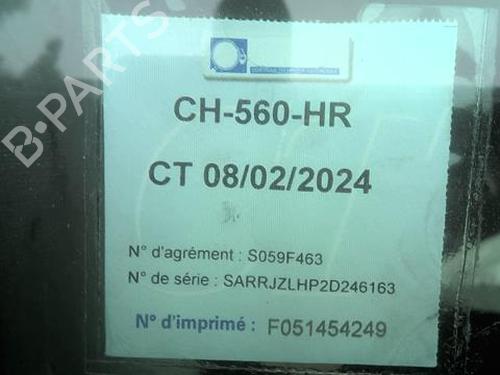 B-PARTS
CH-560-HR
CT 08/02/2024
N° d'agrément : S059F463
N° de série : SARRJZLHP2D246163
N° d'imprimé : F051454249